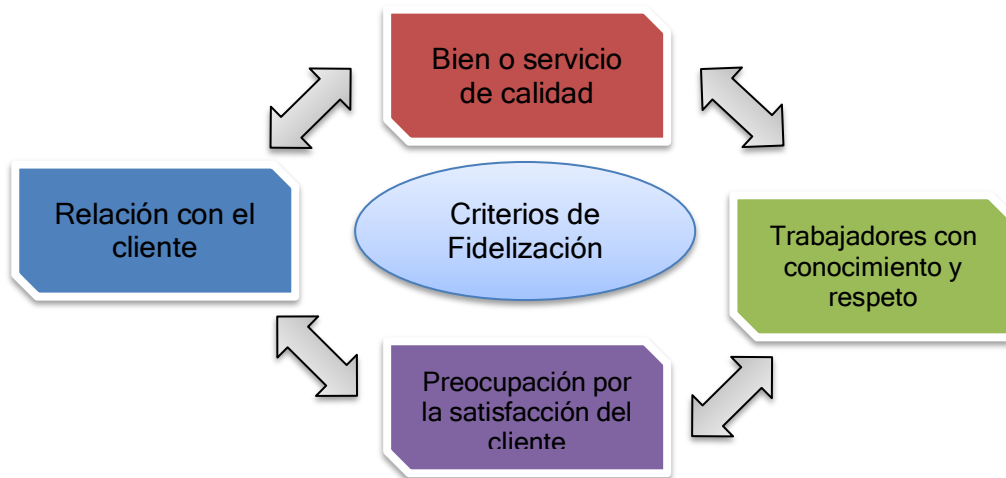 Bien o servicio
de calidad
Relación con el
cliente
Criterios de
Fidelización
Trabajadores con
conocimiento y
respeto
Preocupación por
la satisfacción del
cliente